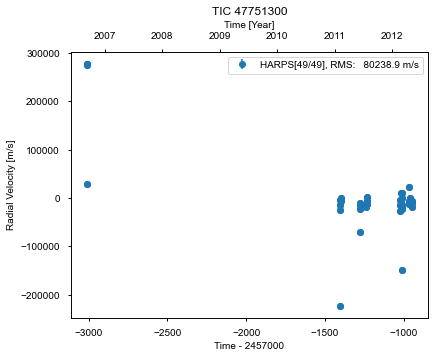 TIC 47751300
Time [Year]
2007 2008 2009 2010 2011 2012
HARPS[49/49], RMS: 80238.9 m/s
300000
200000
100000
0
−100000
−200000
Radial Velocity [m/s]
−3000 −2500 −2000 −1500 −1000
Time - 2457000